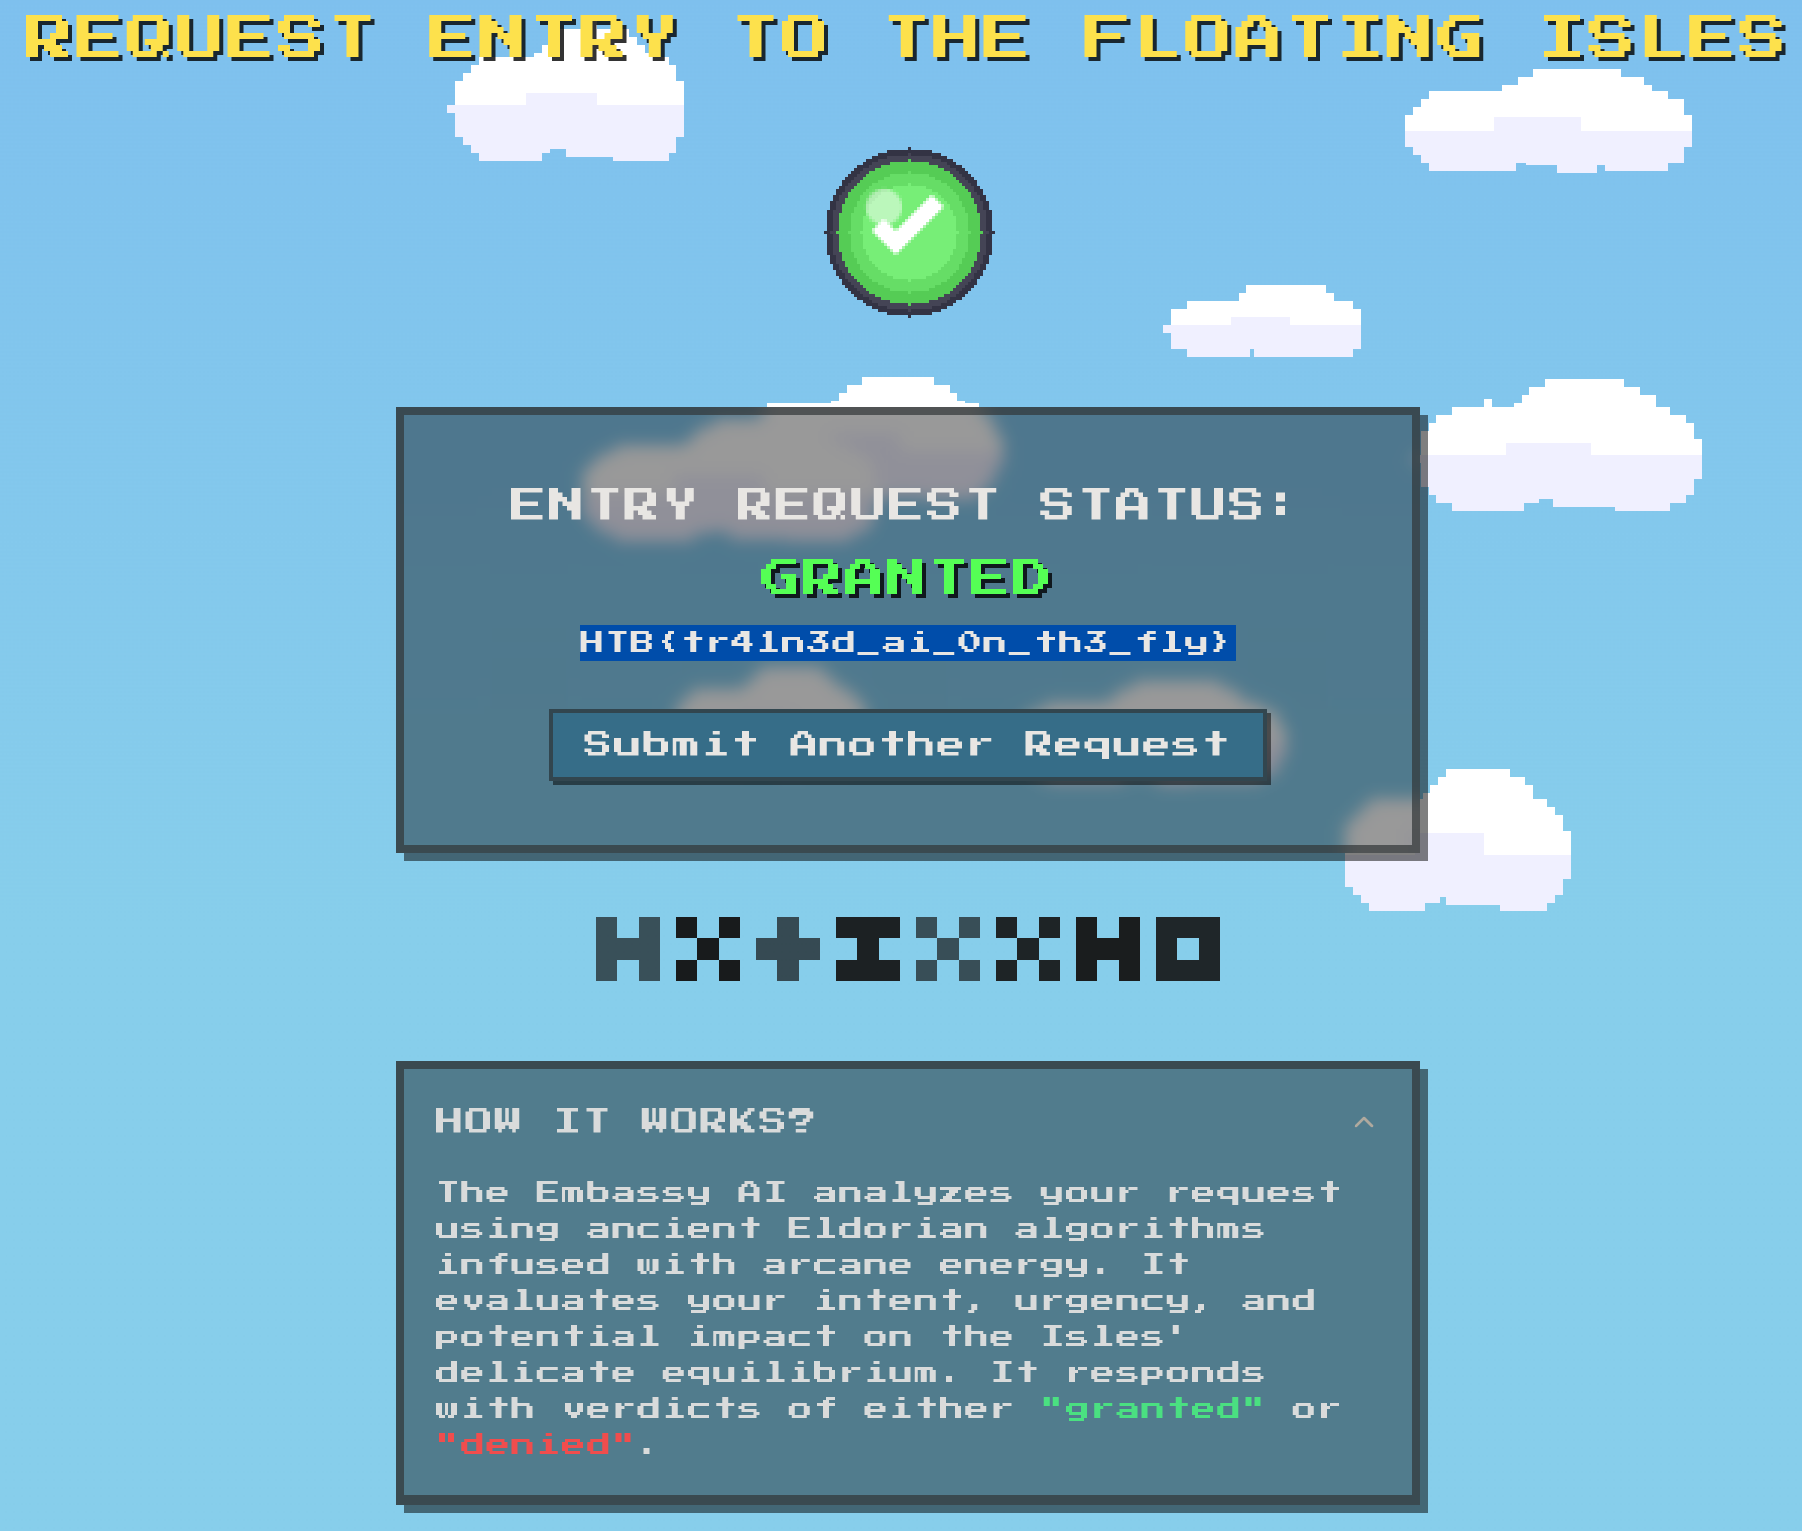 REQUEST ENTRY TO THE FLOATING ISLES
ENTRY REQUEST STATUS:
GRANTED
HTB{tr41n3d_ai_0n_th3_fly}
Submit Another Request
HOW IT WORKS?
The Embassy AI analyzes your request
using ancient Eldorian algorithms
infused with arcane energy. It
evaluates your intent, urgency, and
potential impact on the Isles'
delicate equilibrium. It responds
with verdicts of either "granted" or
"denied".